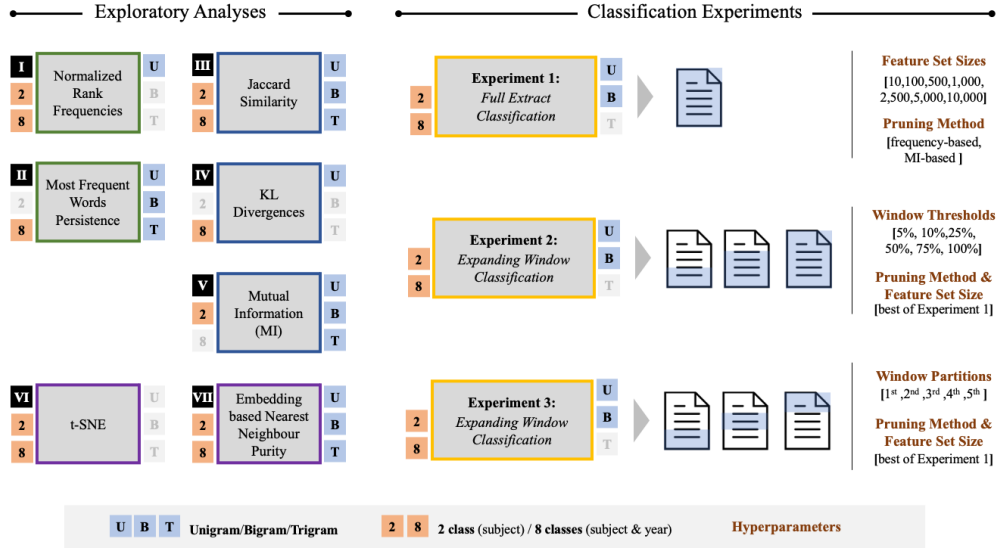 Exploratory Analyses
Classification Experiments
I
2
8
Normalized
Rank
Frequencies
U
B
T
III
2
8
Jaccard
Similarity
U
B
T
II
2
8
Most Frequent
Words
Persistence
U
B
T
IV
2
8
KL
Divergences
U
B
T
V
2
8
Mutual
Information
(MI)
U
B
T
VI
2
8
t-SNE
U
B
T
VII
2
8
Embedding
based Nearest
Neighbour
Purity
U
B
T
2
8
Experiment 1:
Full Extract
Classification
U
B
T
Feature Set Sizes
[10,100,500,1,000,
2,500,5,000,10,000]
Pruning Method
[frequency-based,
MI-based ]
2
8
Experiment 2:
Expanding Window
Classification
U
B
T
Window Thresholds
[5%, 10%,25%,
50%, 75%, 100%]
Pruning Method &
Feature Set Size
[best of Experiment 1]
2
8
Experiment 3:
Expanding Window
Classification
U
B
T
Window Partitions
[1st ,2nd ,3rd ,4th ,5th ]
Pruning Method &
Feature Set Size
[best of Experiment 1]
U B T Unigram/Bigram/Trigram
2 8 2 class (subject) / 8 classes (subject & year)
Hyperparameters